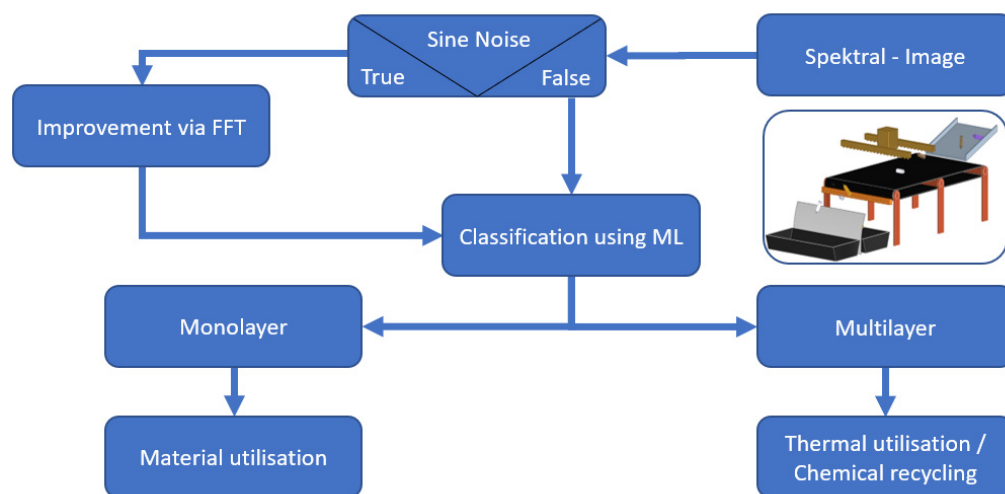 Sine Noise
True
False
Spektral - Image
Improvement via FFT
Classification using ML
Monolayer
Multilayer
Material utilisation
Thermal utilisation /
Chemical recycling